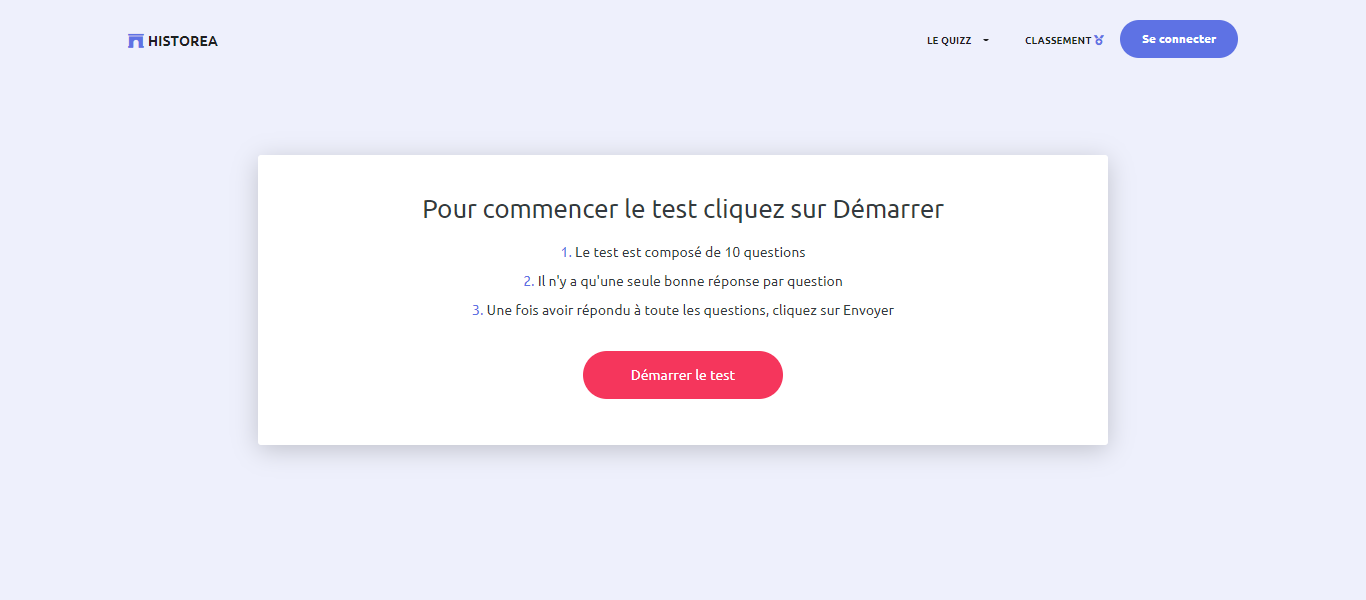 HISTOREA
LE QUIZZ
CLASSEMENT
Se connecter
Pour commencer le test cliquez sur Démarrer
1. Le test est composé de 10 questions
2. Il n'y a qu'une seule bonne réponse par question
3. Une fois avoir répondu à toute les questions, cliquez sur Envoyer
Démarrer le test